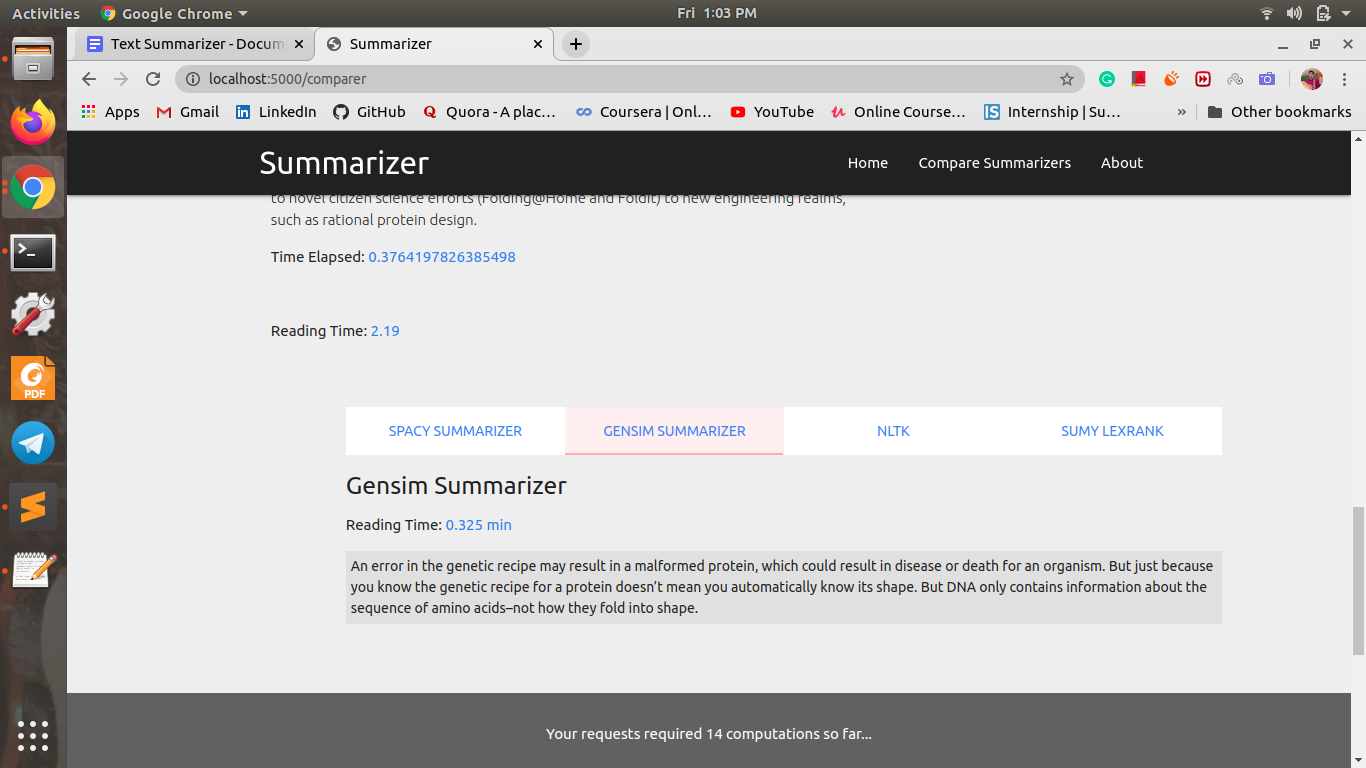 Activities Google Chrome Fri 1:03 PM
Text Summarizer - Docum Summarizer
localhost:5000/comparer
Apps Gmail LinkedIn GitHub Quora - A plac... Coursera | Onl... YouTube Online Course... Internship | Su... » Other bookmarks
Summarizer Home Compare Summarizers About
to novel citizen science efforts (Folding@Home and Foldit) to new engineering realms,
such as rational protein design.
Time Elapsed: 0.3764197826385498
Reading Time: 2.19
SPACY SUMMARIZER GENSIM SUMMARIZER NLTK SUMY LEXRANK
Gensim Summarizer
Reading Time: 0.325 min
An error in the genetic recipe may result in a malformed protein, which could result in disease or death for an organism. But just because
you know the genetic recipe for a protein doesn’t mean you automatically know its shape. But DNA only contains information about the
sequence of amino acids–not how they fold into shape.
Your requests required 14 computations so far...
PDF